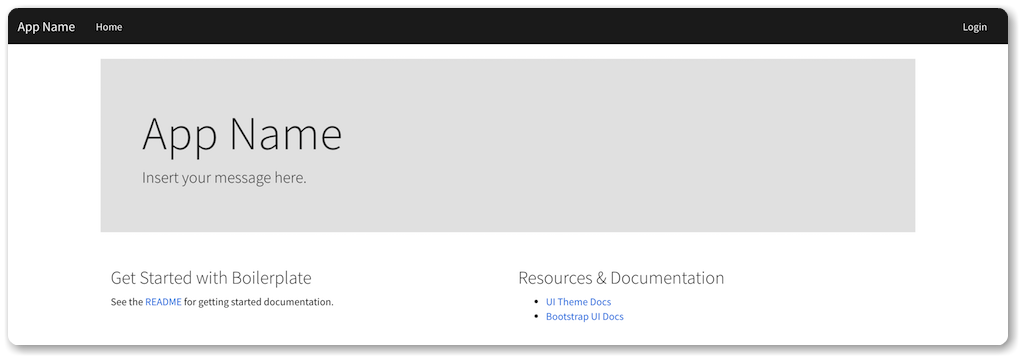 App Name Home Login
App Name
Insert your message here.
Get Started with Boilerplate
See the README for getting started documentation.
Resources & Documentation
UI Theme Docs
Bootstrap UI Docs